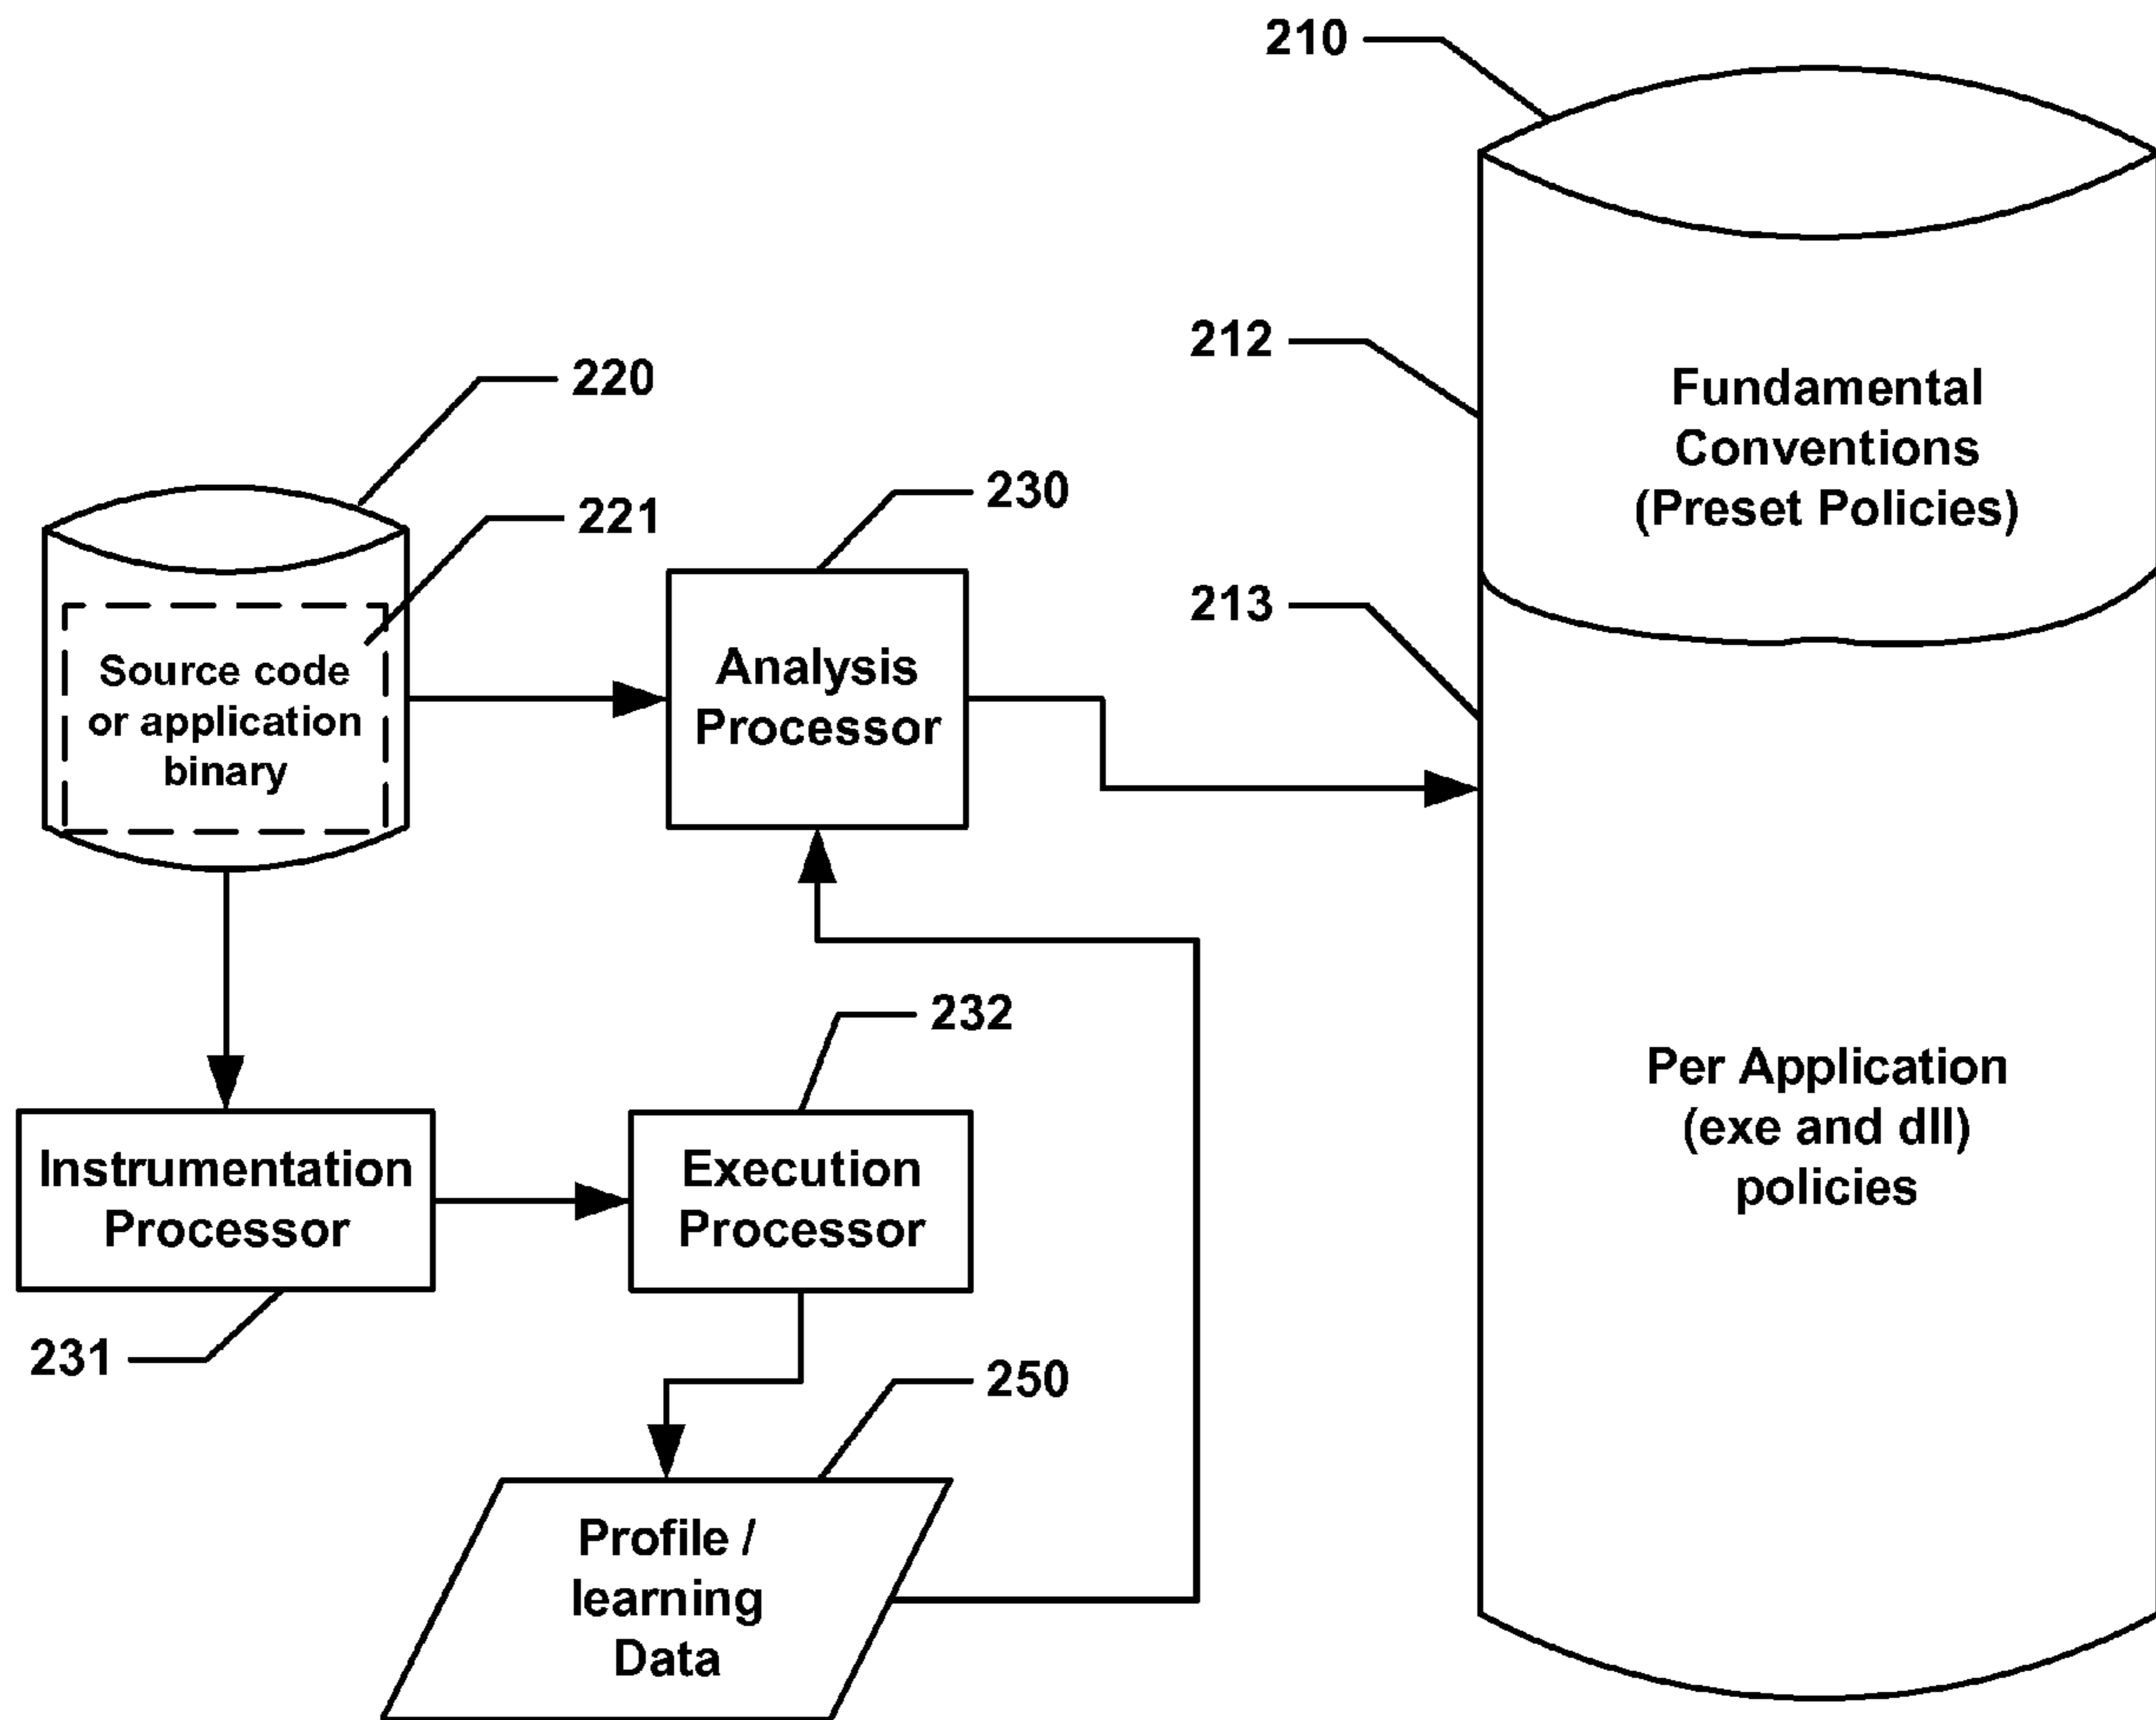 210
212
Fundamental
Conventions
(Preset Policies)
220
221
230
213
Source code
or application
binary
Analysis
Processor
232
Per Application
(exe and dll)
policies
Instrumentation
Processor
Execution
Processor
231
250
Profile /
learning
Data